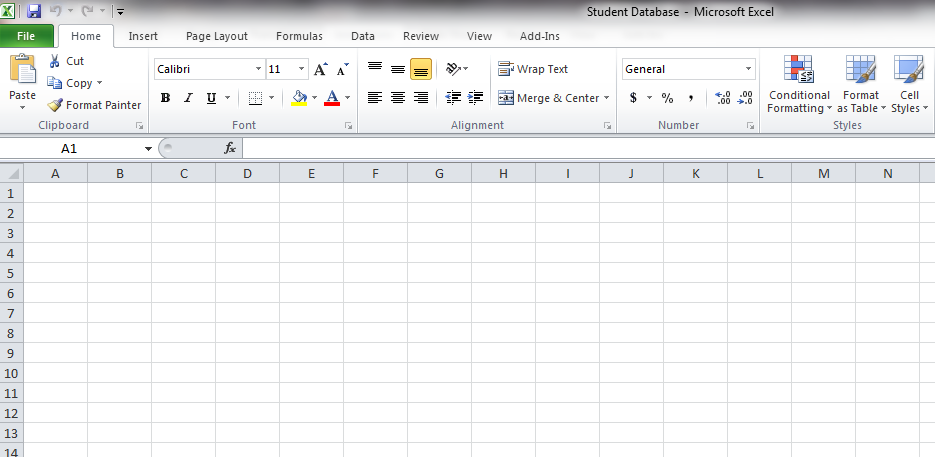 Student Database - Microsoft Excel
File Home Insert Page Layout Formulas Data Review View Add-Ins
Paste
Cut
Copy
Format Painter
Clipboard
Calibri 11 A A
B I U A
Font
Wrap Text
Merge & Center
Alignment
General
$ % , .00 .0
Number
Conditional Formatting
Format as Table
Cell Styles
Styles
A1 fx
A B C D E F G H I J K L M N
1
2
3
4
5
6
7
8
9
10
11
12
13
14